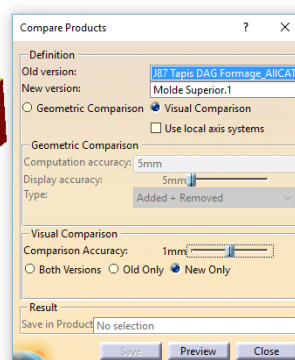 Compare Products ? ×
Definition
Old version: J87 Tapis DAG Formage_AllCAT
New version: Molde Superior.1
Geometric Comparison Visual Comparison
Use local axis systems
Geometric Comparison
Computation accuracy: 5mm
Display accuracy: 5mm
Type: Added + Removed
Visual Comparison
Comparison Accuracy: 1mm
Both Versions Old Only New Only
Result
Save in Product No selection
Save Preview Close